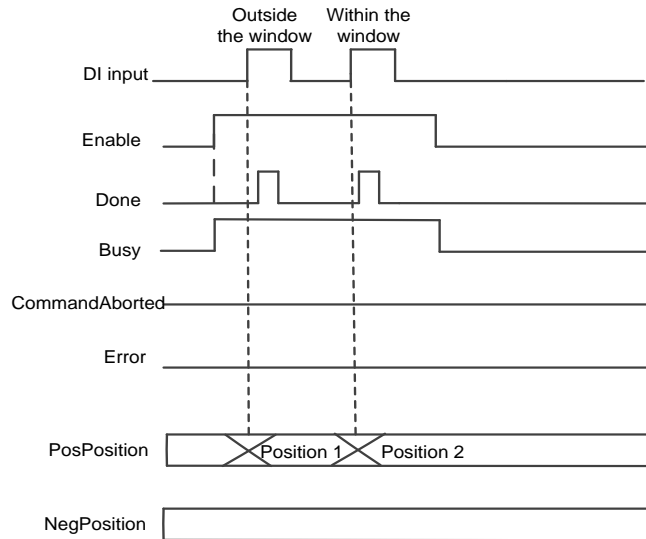 Outside
the window
Within the
window
DI input
Enable
Done
Busy
CommandAborted
Error
PosPosition
Position 1
Position 2
NegPosition